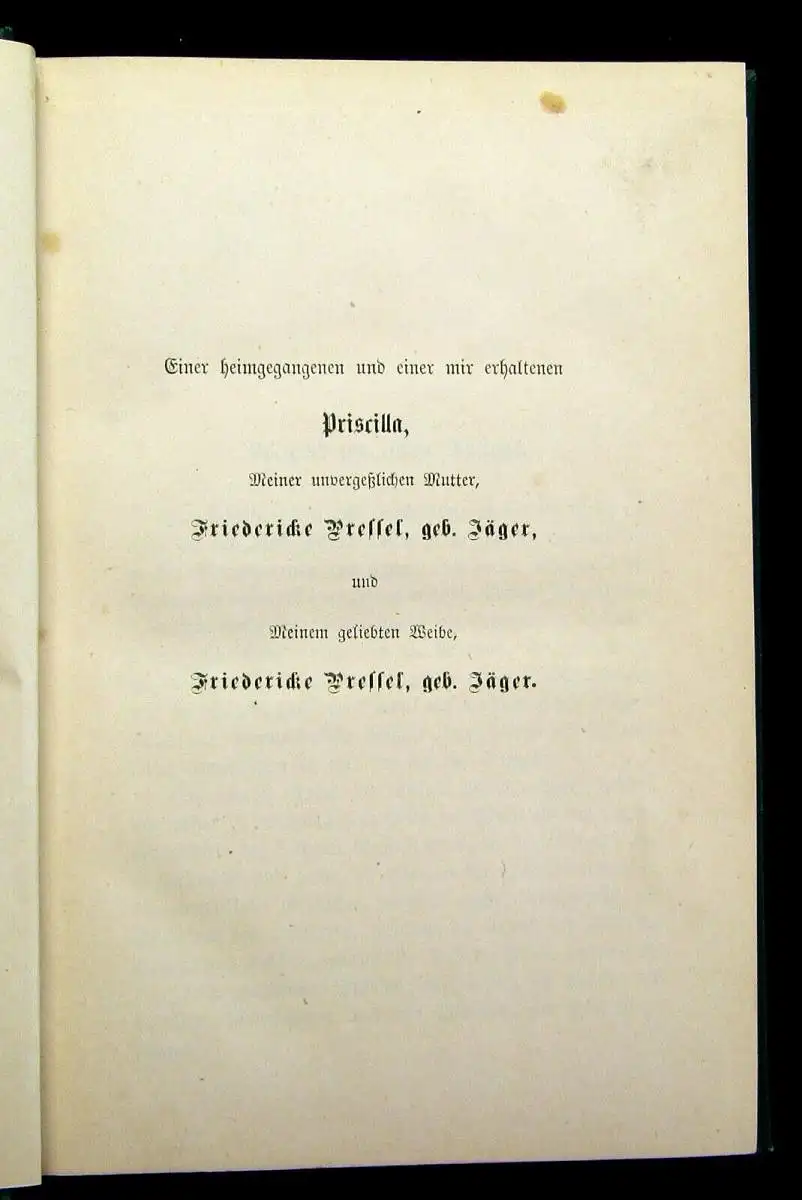 Einer heimgegangenen und einer mir erhaltenen
Priscilla,
Meiner unvergeßlichen Mutter,
Friedericke Pressel, geb. Jäger,
und
Meinem geliebten Weibe,
Friedericke Pressel, geb. Jäger.